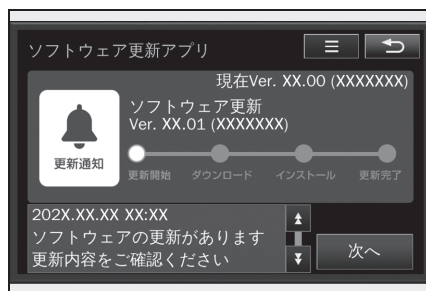 ソフトウェア更新アプリ
現在Ver. XX.00 (XXXXXXX)
ソフトウェア更新
Ver. XX.01 (XXXXXXX)
更新通知
更新開始 ダウンロード インストール 更新完了
202X.XX.XX XX:XX
ソフトウェアの更新があります
更新内容をご確認ください
次へ